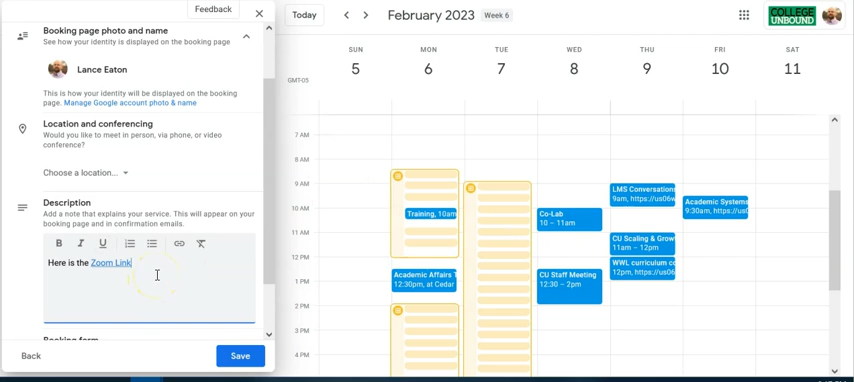 Feedback
Booking page photo and name
See how your identity is displayed on the booking page
Lance Eaton
This is how your identity will be displayed on the booking
page. Manage Google account photo & name
Location and conferencing
Would you like to meet in person, via phone, or video
conference?
Choose a location...
Description
Add a note that explains your service. This will appear on your
booking page and in confirmation emails.
B I U
Here is the Zoom Link
Booking form
Back
Save
Today
February 2023
Week 6
COLLEGE
UNBOUND
SUN MON TUE WED THU FRI SAT
5 6 7 8 9 10 11
GMT-05
7 AM
8 AM
9 AM
10 AM
11 AM
12 PM
1 PM
2 PM
3 PM
4 PM
Training, 10am
Academic Affairs T
12:30pm, at Cedar
Co-Lab
10 – 11am
CU Staff Meeting
12:30 – 2pm
LMS Conversations
9am, https://us06w
CU Scaling & Grow
11am – 12pm
WWL curriculum co
12pm, https://us06
Academic Systems
9:30am, https://us0